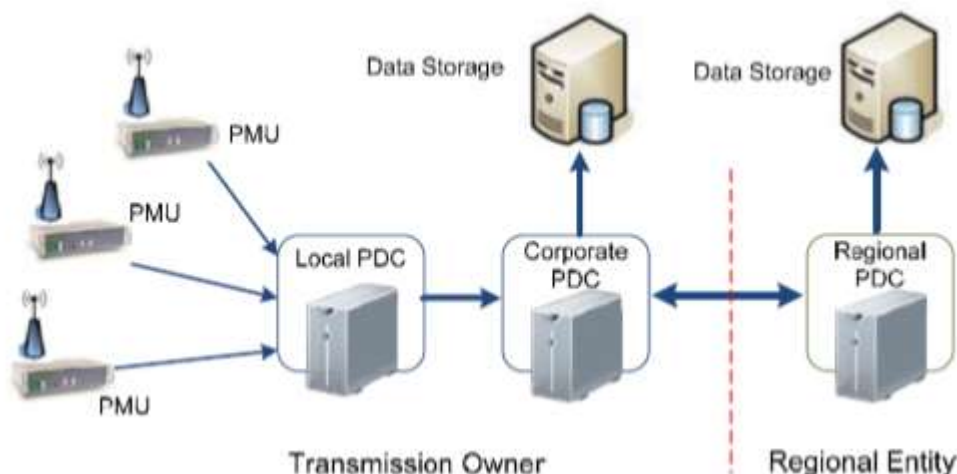 Data Storage
Data Storage
PMU
PMU
PMU
Local PDC
Corporate
PDC
Regional
PDC
Transmission Owner
Regional Entity